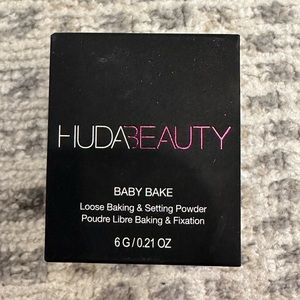 HUDABEAUTY
BABY BAKE
Loose Baking & Setting Powder
Poudre Libre Baking & Fixation
6 G / 0.21 OZ